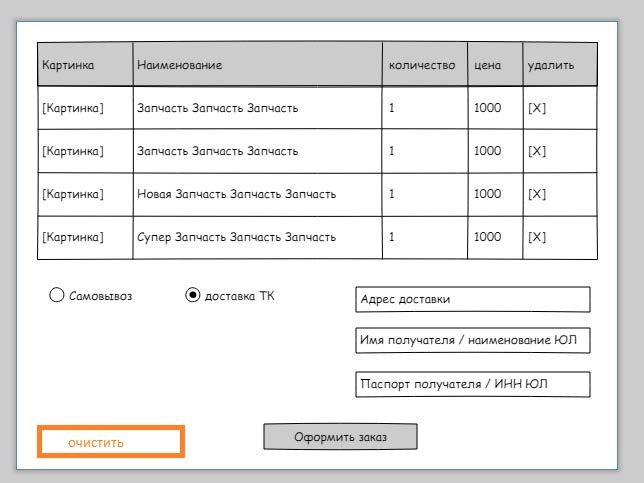 Картинка Наименование количество цена удалить
[Картинка] Запчасть Запчасть Запчасть 1 1000 [X]
[Картинка] Запчасть Запчасть Запчасть 1 1000 [X]
[Картинка] Новая Запчасть Запчасть Запчасть 1 1000 [X]
[Картинка] Супер Запчасть Запчасть Запчасть 1 1000 [X]
Самовывоз доставка ТК Адрес доставки
Имя получателя / наименование ЮЛ
Паспорт получателя / ИНН ЮЛ
очистить Оформить заказ